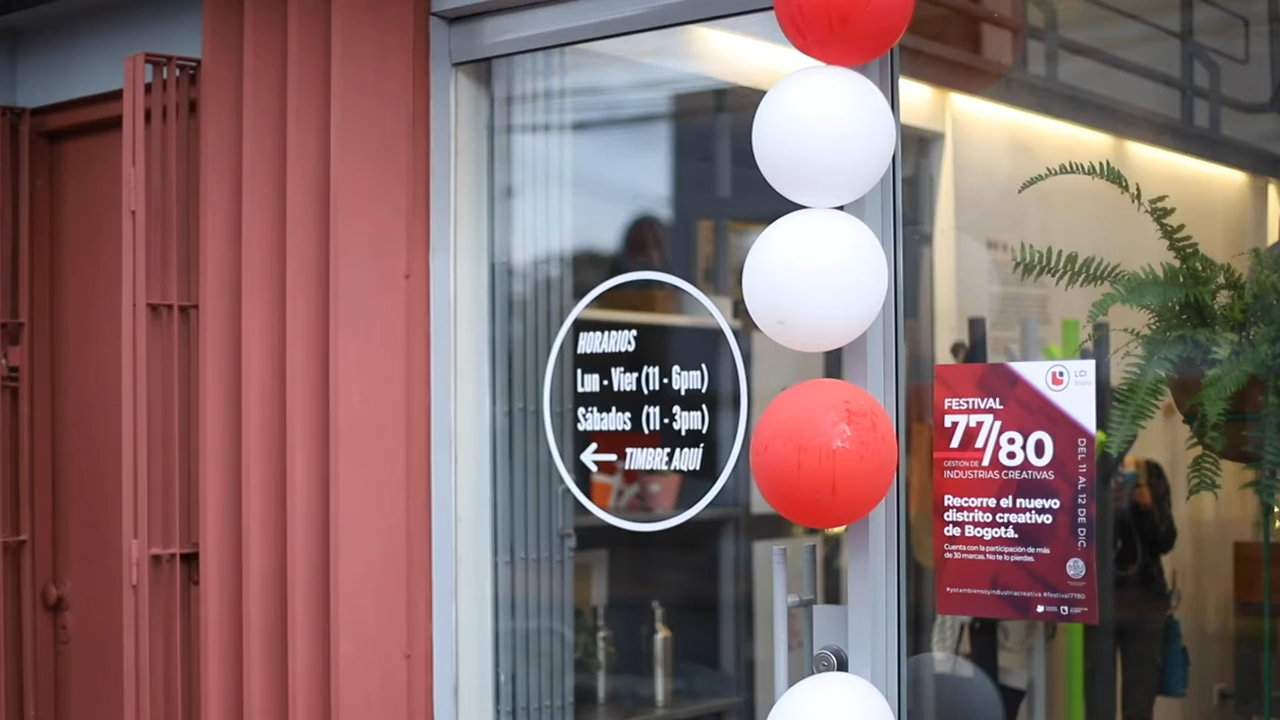 HORARIOS
Lun - Vier (11 - 6pm)
Sábados (11 - 3pm)
TIMBRE AQUÍ
LCI
FESTIVAL
77/80
GESTIÓN DE
INDUSTRIAS CREATIVAS
DEL 11 AL 12 DE DIC.
Recorre el nuevo
distrito creativo
de Bogotá.
Cuenta con la participación de más
de 30 marcas. No te lo pierdas.
#yotambiensoyindustriacreativa #festival7780